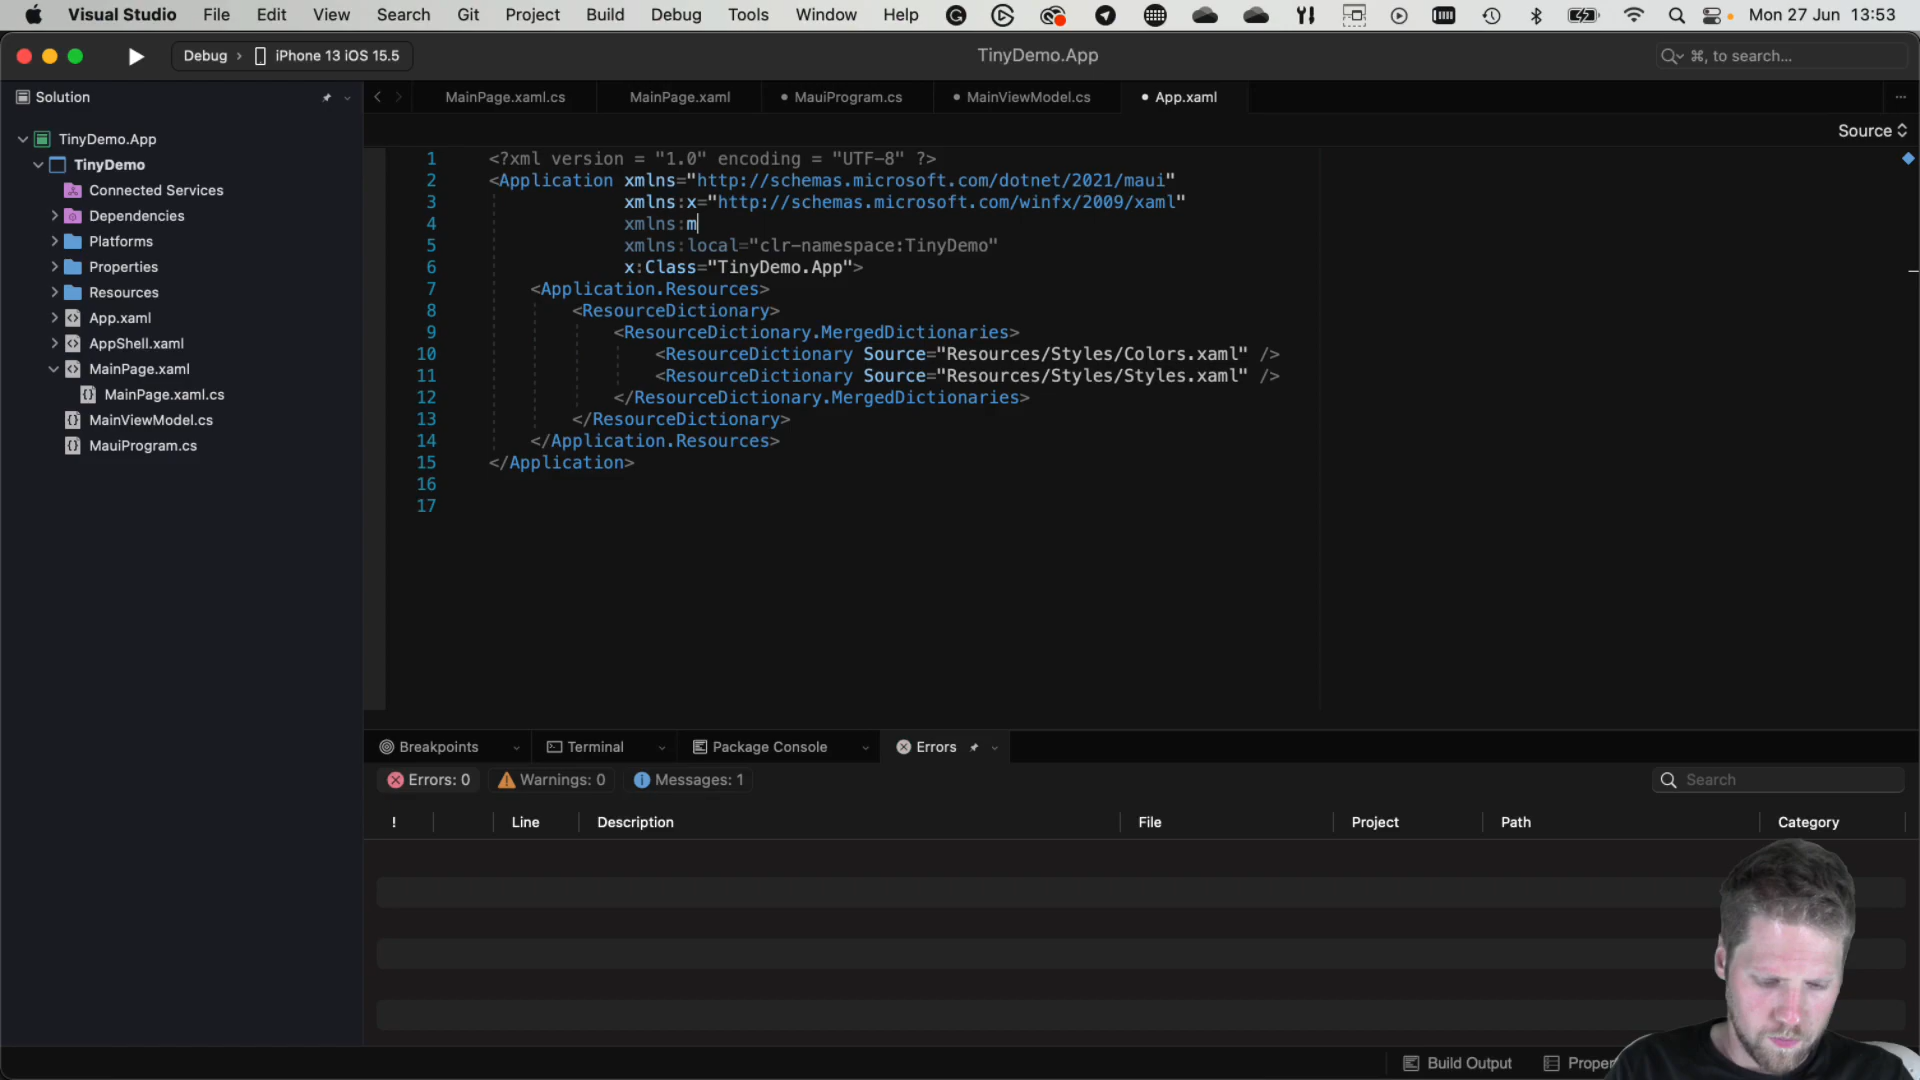 Visual Studio File Edit View Search Git Project Build Debug Tools Window Help Mon 27 Jun 13:53
Debug › iPhone 13 iOS 15.5 TinyDemo.App ⌘, to search...
Solution MainPage.xaml.cs MainPage.xaml MauiProgram.cs MainViewModel.cs App.xaml
Source
TinyDemo.App
TinyDemo
Connected Services
Dependencies
Platforms
Properties
Resources
App.xaml
AppShell.xaml
MainPage.xaml
MainPage.xaml.cs
MainViewModel.cs
MauiProgram.cs
1 <?xml version = "1.0" encoding = "UTF-8" ?>
2 <Application xmlns="http://schemas.microsoft.com/dotnet/2021/maui"
3 xmlns:x="http://schemas.microsoft.com/winfx/2009/xaml"
4 xmlns:m
5 xmlns:local="clr-namespace:TinyDemo"
6 x:Class="TinyDemo.App">
7 <Application.Resources>
8 <ResourceDictionary>
9 <ResourceDictionary.MergedDictionaries>
10 <ResourceDictionary Source="Resources/Styles/Colors.xaml" />
11 <ResourceDictionary Source="Resources/Styles/Styles.xaml" />
12 </ResourceDictionary.MergedDictionaries>
13 </ResourceDictionary>
14 </Application.Resources>
15 </Application>
16
17
Breakpoints Terminal Package Console Errors
Errors: 0 Warnings: 0 Messages: 1 Search
! Line Description File Project Path Category
Build Output